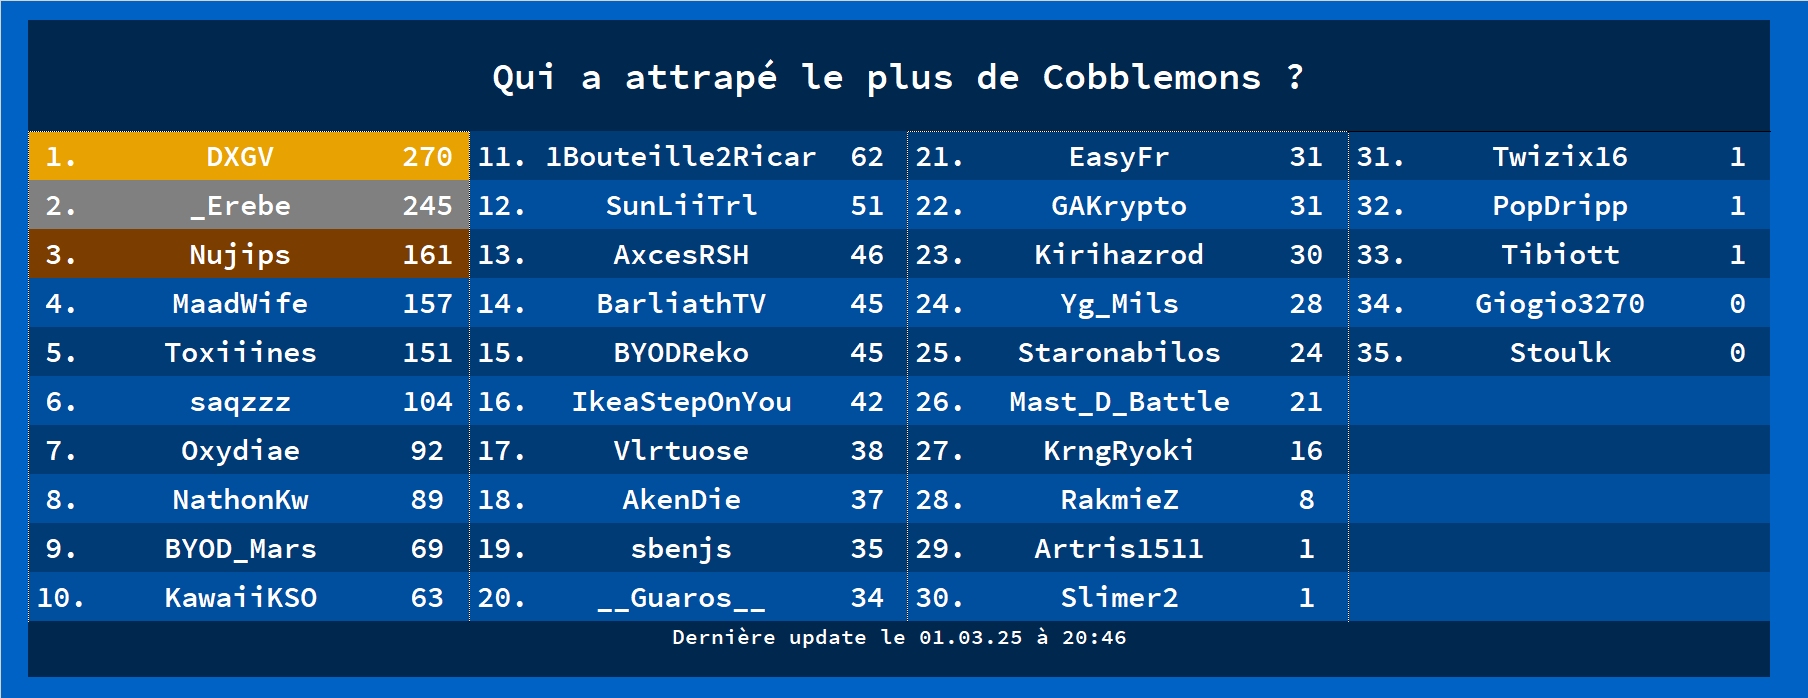 Qui a attrapé le plus de Cobblemons ?
1. DXGV 270
2. _Erebe 245
3. Nujips 161
4. MaadWife 157
5. Toxiiines 151
6. saqzzz 104
7. Oxydiae 92
8. NathonKw 89
9. BYOD_Mars 69
10. KawaiiKSO 63
11. 1Bouteille2Ricar 62
12. SunLiiTrl 51
13. AxcesRSH 46
14. BarliathTV 45
15. BYODReko 45
16. IkeaStepOnYou 42
17. Vlrtuose 38
18. AkenDie 37
19. sbenjs 35
20. __Guaros__ 34
21. EasyFr 31
22. GAKrypto 31
23. Kirihazrod 30
24. Yg_Mils 28
25. Staronabilos 24
26. Mast_D_Battle 21
27. KrngRyoki 16
28. RakmieZ 8
29. Artris1511 1
30. Slimer2 1
31. Twizix16 1
32. PopDripp 1
33. Tibiott 1
34. Giogio3270 0
35. Stoulk 0
Dernière update le 01.03.25 à 20:46